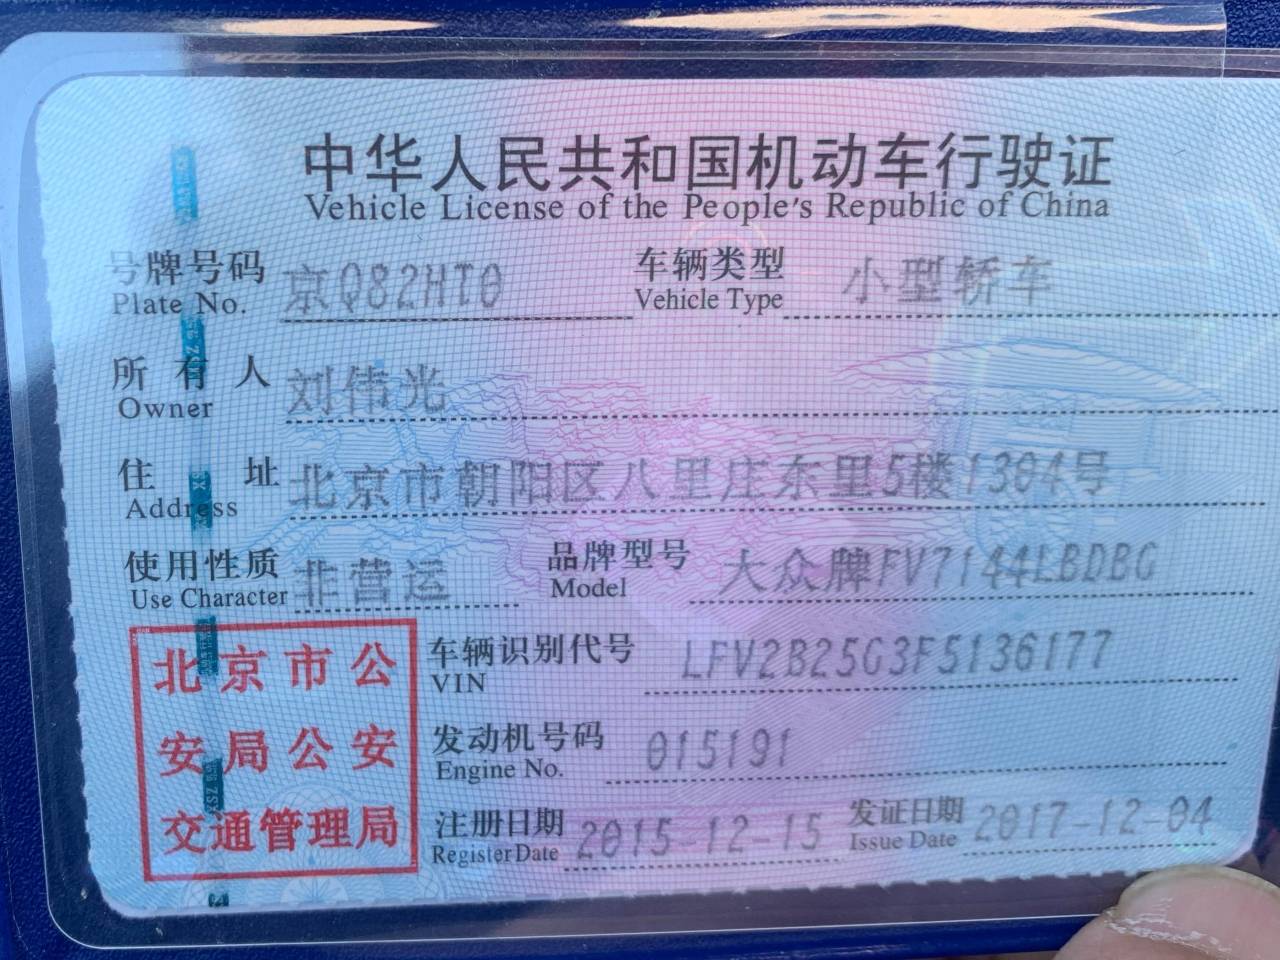 中华人民共和国机动车行驶证
Vehicle License of the People's Republic of China
号牌号码 京Q82HT0 车辆类型 小型轿车
Plate No. Vehicle Type
所有人 刘伟光
Owner
住址 北京市朝阳区八里庄东里5楼1304号
Address
使用性质 非营运 品牌型号 大众牌FV7144LBDBG
Use Character Model
车辆识别代号 LFV2B25G3F5136177
VIN
发动机号码 015191
Engine No.
注册日期 2015-12-15 发证日期 2017-12-04
Register Date Issue Date
北京市公
安局公安
交通管理局